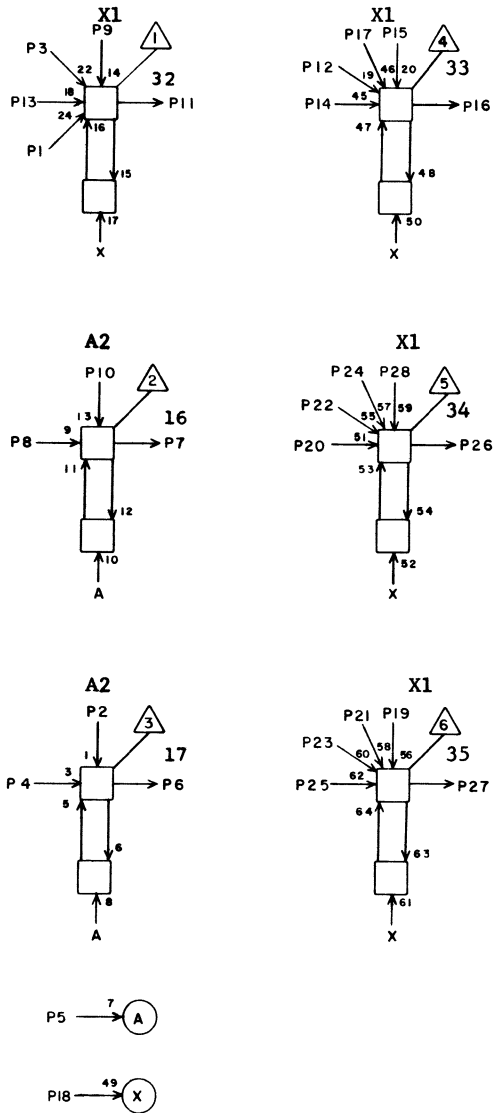 X1
P9
1
P3
22
14
32
P13
18
P11
24
16
P1
15
17
X
X1
P17
P15
4
P12
46
20
33
19
P14
45
P16
47
48
50
X
A2
P10
2
13
16
P8
9
P7
11
12
10
A
X1
P24
P28
5
P22
57
59
34
55
P20
51
P26
53
54
52
X
A2
P2
3
1
17
P4
3
P6
5
6
8
A
X1
P21
P19
6
P23
58
56
35
60
P25
62
P27
64
63
61
X
P5
7
A
P18
49
X